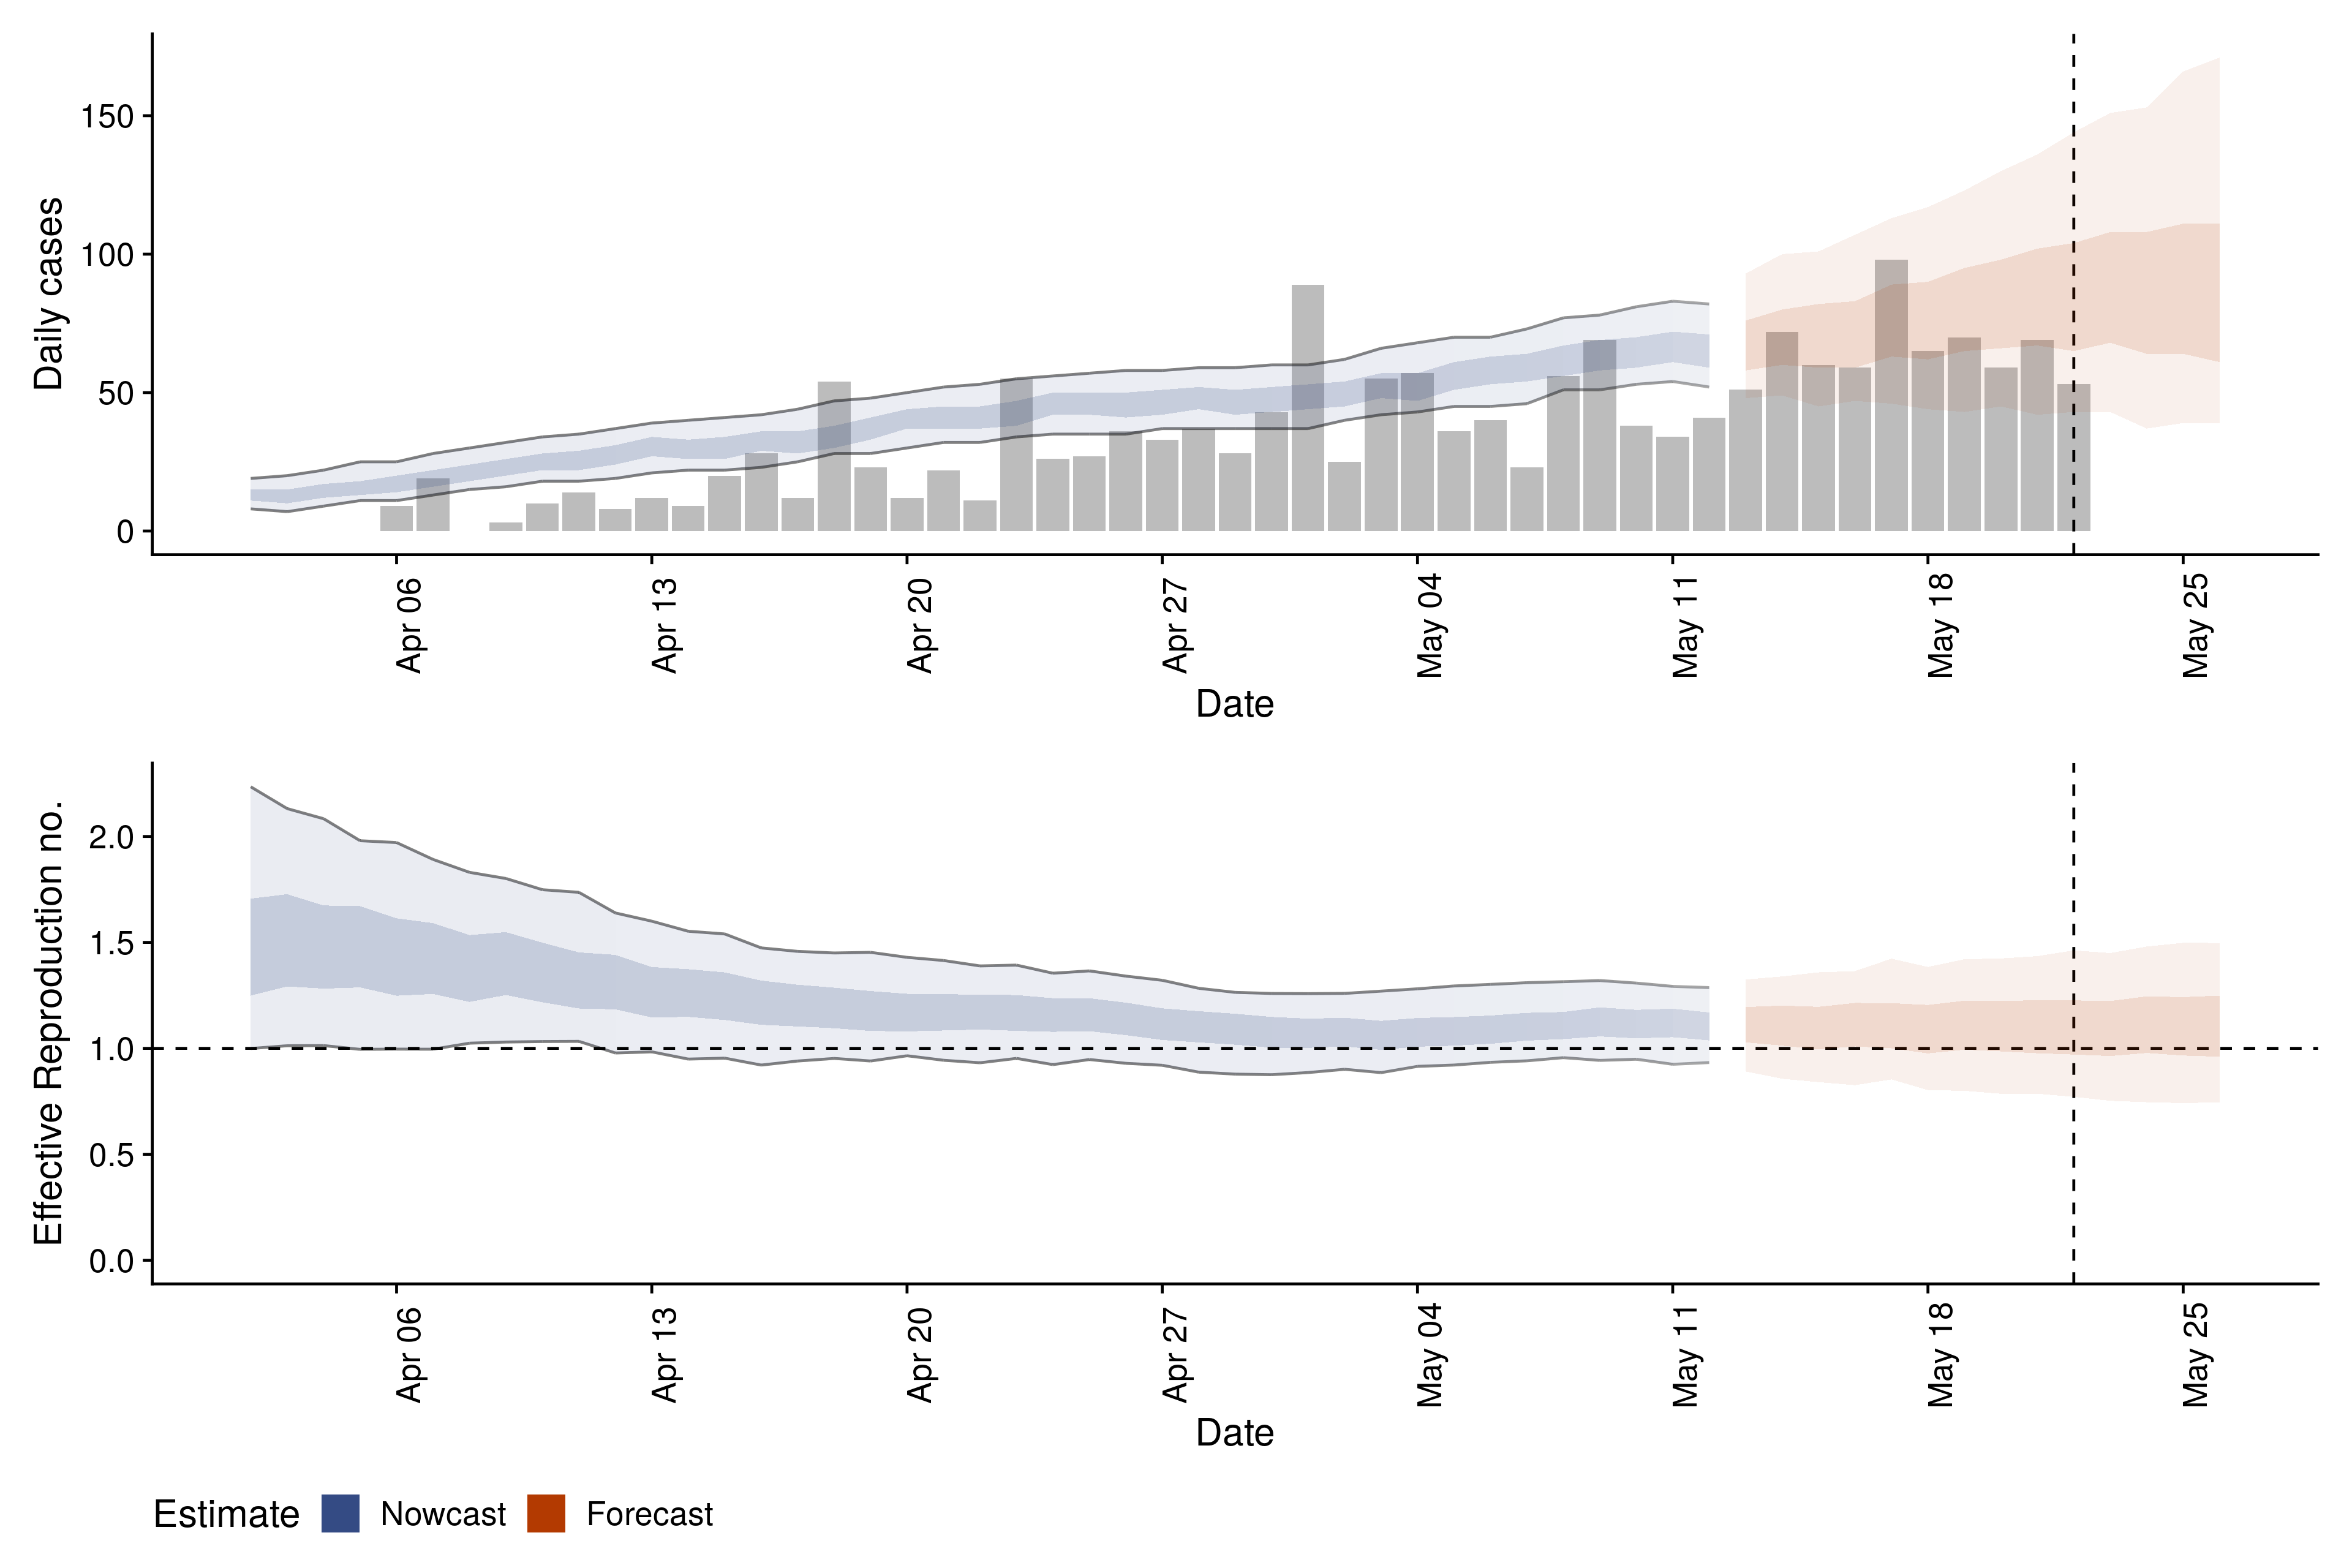 Daily cases
150
100
50
0
Apr 06
Apr 13
Apr 20
Apr 27
May 04
May 11
May 18
May 25
Date
Effective Reproduction no.
2.0
1.5
1.0
0.5
0.0
Apr 06
Apr 13
Apr 20
Apr 27
May 04
May 11
May 18
May 25
Date
Estimate Nowcast Forecast